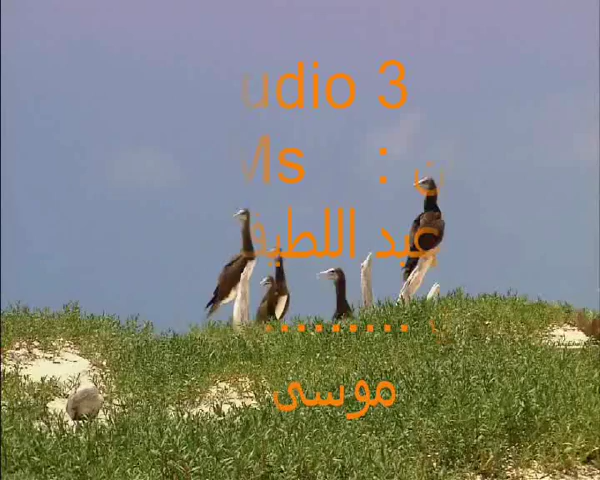 udio 3
Ms :
عبد اللطيف
..........
موسى